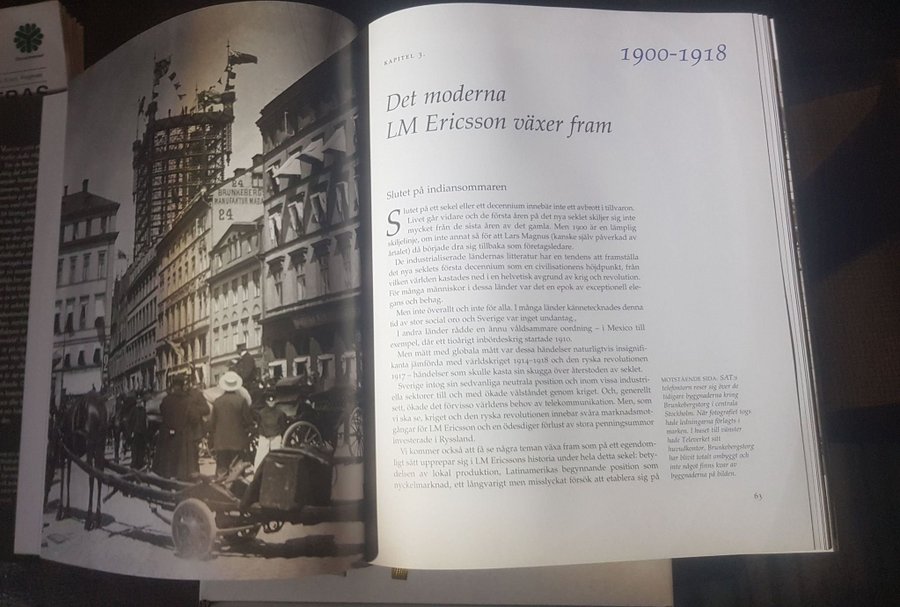 24
BRUNKEBERGS
MANUFAKTUR MAGA
24
KAPITEL 3.
1900-1918
Det moderna
LM Ericsson växer fram
Slutet på indiansommaren
Slutet på ett sekel eller ett decennium innebär inte ett avbrott i tillvaron.
Livet går vidare och de första åren på det nya seklet skiljer sig inte
mycket från de sista åren av det gamla. Men 1900 är en lämplig
skiljelinje, om inte annat så för att Lars Magnus (kanske själv påverkad av
årtalet) då började dra sig tillbaka som företagsledare.
De industrialiserade ländernas litteratur har en tendens att framställa
det nya seklets första decennium som en civilisationens höjdpunkt, från
vilken världen kastades ned i en helvetisk avgrund av krig och revolution.
För många människor i dessa länder var det en epok av exceptionell ele-
gans och behag.
Men inte överallt och inte för alla. I många länder kännetecknades denna
tid av stor social oro och Sverige var inget undantag.
I andra länder rådde en ännu våldsammare oordning – i Mexico till
exempel, där ett tioårigt inbördeskrig startade 1910.
Men mätt med globala mått var dessa händelser naturligtvis insignifi-
kanta jämförda med världskriget 1914-1918 och den ryska revolutionen
1917 – händelser som skulle kasta sin skugga över återstoden av seklet.
Sverige intog sin sedvanliga neutrala position och inom vissa industri-
ella sektorer till och med ökade välståndet genom kriget. Och, generellt
sett, ökade det förvisso världens behov av telekommunikation. Men, som
vi ska se, kriget och den ryska revolutionen innebar svåra marknadsmot-
gångar för LM Ericsson och en ödesdiger förlust av stora penningsummor
investerade i Ryssland.
Vi kommer också att få se några teman växa fram som på ett egendom-
ligt sätt upprepar sig i LM Ericssons historia under hela detta sekel: bety-
delsen av lokal produktion, Latinamerikas begynnande position som
nyckelmarknad, ett långvarigt men misslyckat försök att etablera sig på
MOTSTÅENDE SIDA. SAT:s
telefontorn reser sig över de
tidigare byggnaderna kring
Brunkebergstorg i centrala
Stockholm. När fotografiet togs
hade ledningarna förlagts i
marken. I huset till vänster
hade Televerket sitt
huvudkontor. Brunkebergstorg
har blivit totalt ombyggt och
inte något finns kvar av
byggnaderna på bilden.
63